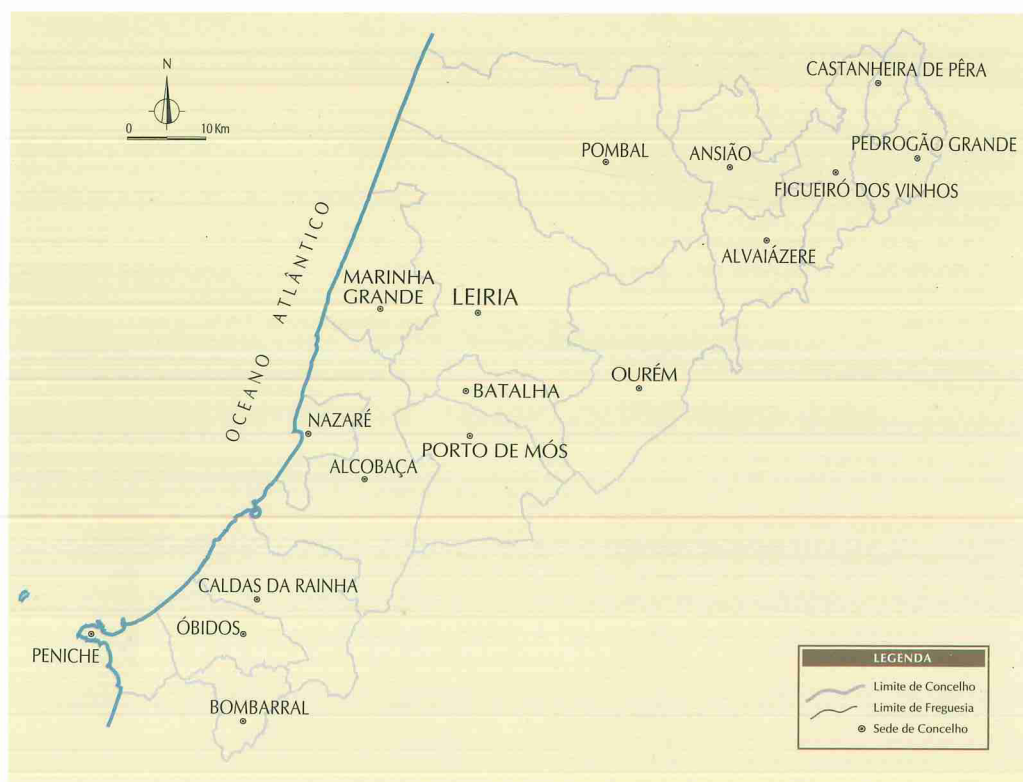 N
0 10 Km
CASTANHEIRA DE PÊRA
POMBAL
ANSIÃO
PEDROGÃO GRANDE
FIGUEIRÓ DOS VINHOS
ALVAIÁZERE
OCEANO ATLÂNTICO
MARINHA
GRANDE
LEIRIA
OURÉM
BATALHA
NAZARÉ
PORTO DE MÓS
ALCOBAÇA
CALDAS DA RAINHA
ÓBIDOS
PENICHE
BOMBARRAL
LEGENDA
Limite de Concelho
Limite de Freguesia
Sede de Concelho